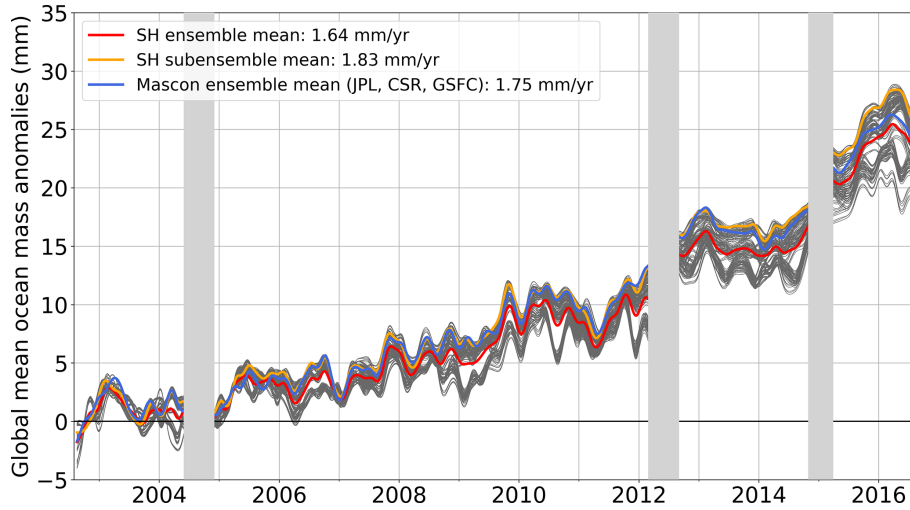 Global mean ocean mass anomalies (mm)
35
30
25
20
15
10
5
0
−5
SH ensemble mean: 1.64 mm/yr
SH subensemble mean: 1.83 mm/yr
Mascon ensemble mean (JPL, CSR, GSFC): 1.75 mm/yr
2004 2006 2008 2010 2012 2014 2016